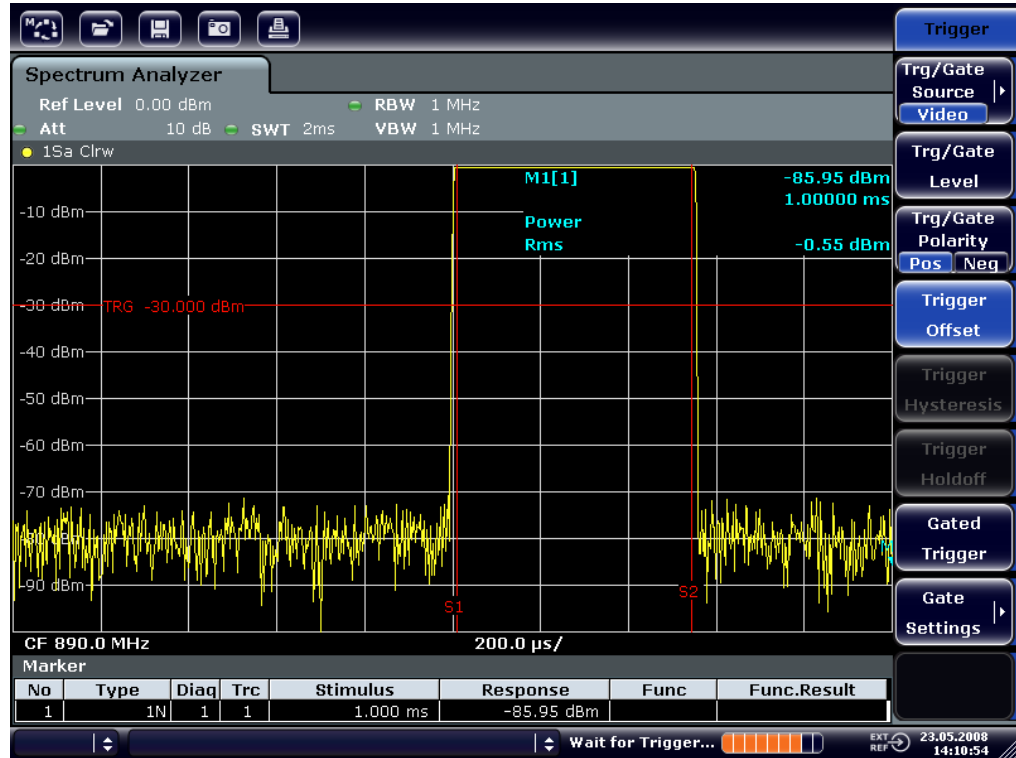 Trigger
Spectrum Analyzer
Ref Level 0.00 dBm RBW 1 MHz
Att 10 dB SWT 2ms VBW 1 MHz
1Sa Clrw
M1[1] -85.95 dBm
1.00000 ms
Power
Rms -0.55 dBm
-10 dBm
-20 dBm
-30 dBm
TRG -30.000 dBm
-40 dBm
-50 dBm
-60 dBm
-70 dBm
-90 dBm
S1
S2
CF 890.0 MHz 200.0 µs/
Marker
No Type Diaq Trc Stimulus Response Func Func.Result
1 1N 1 1 1.000 ms -85.95 dBm
Wait for Trigger...
EXT REF
23.05.2008
14:10:54
Trg/Gate
Source
Video
Trg/Gate
Level
Trg/Gate
Polarity
Pos Neg
Trigger
Offset
Trigger
Hysteresis
Trigger
Holdoff
Gated
Trigger
Gate
Settings